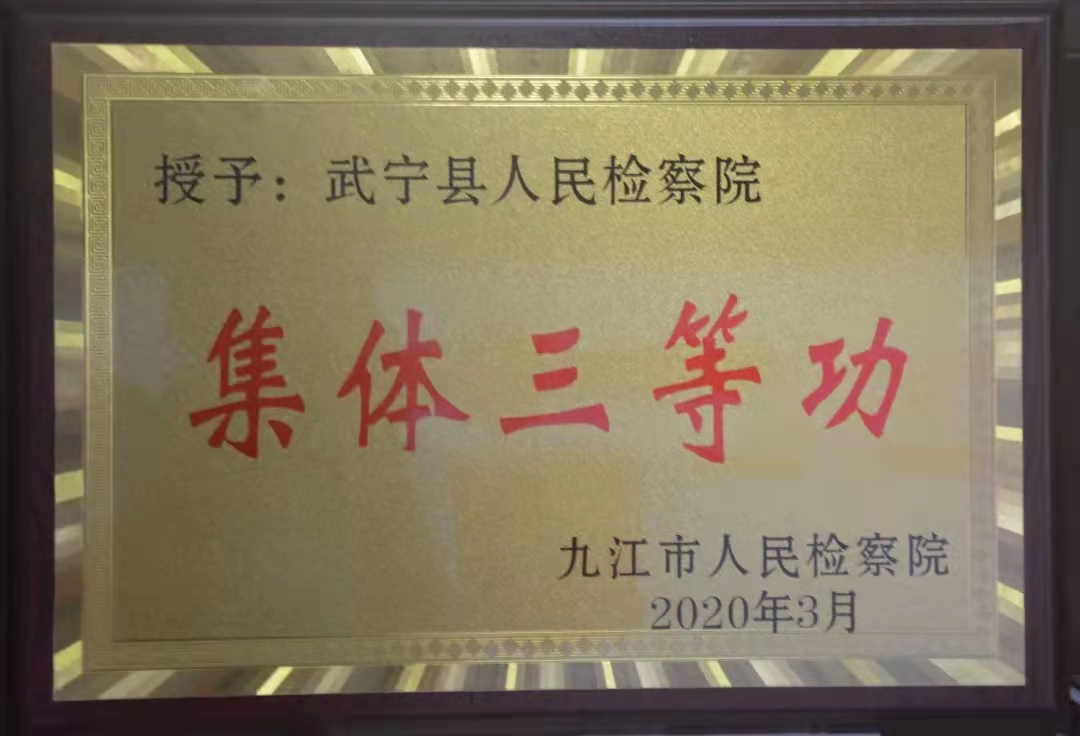 授予：武宁县人民检察院
集体三等功
九江市人民检察院
2020年3月